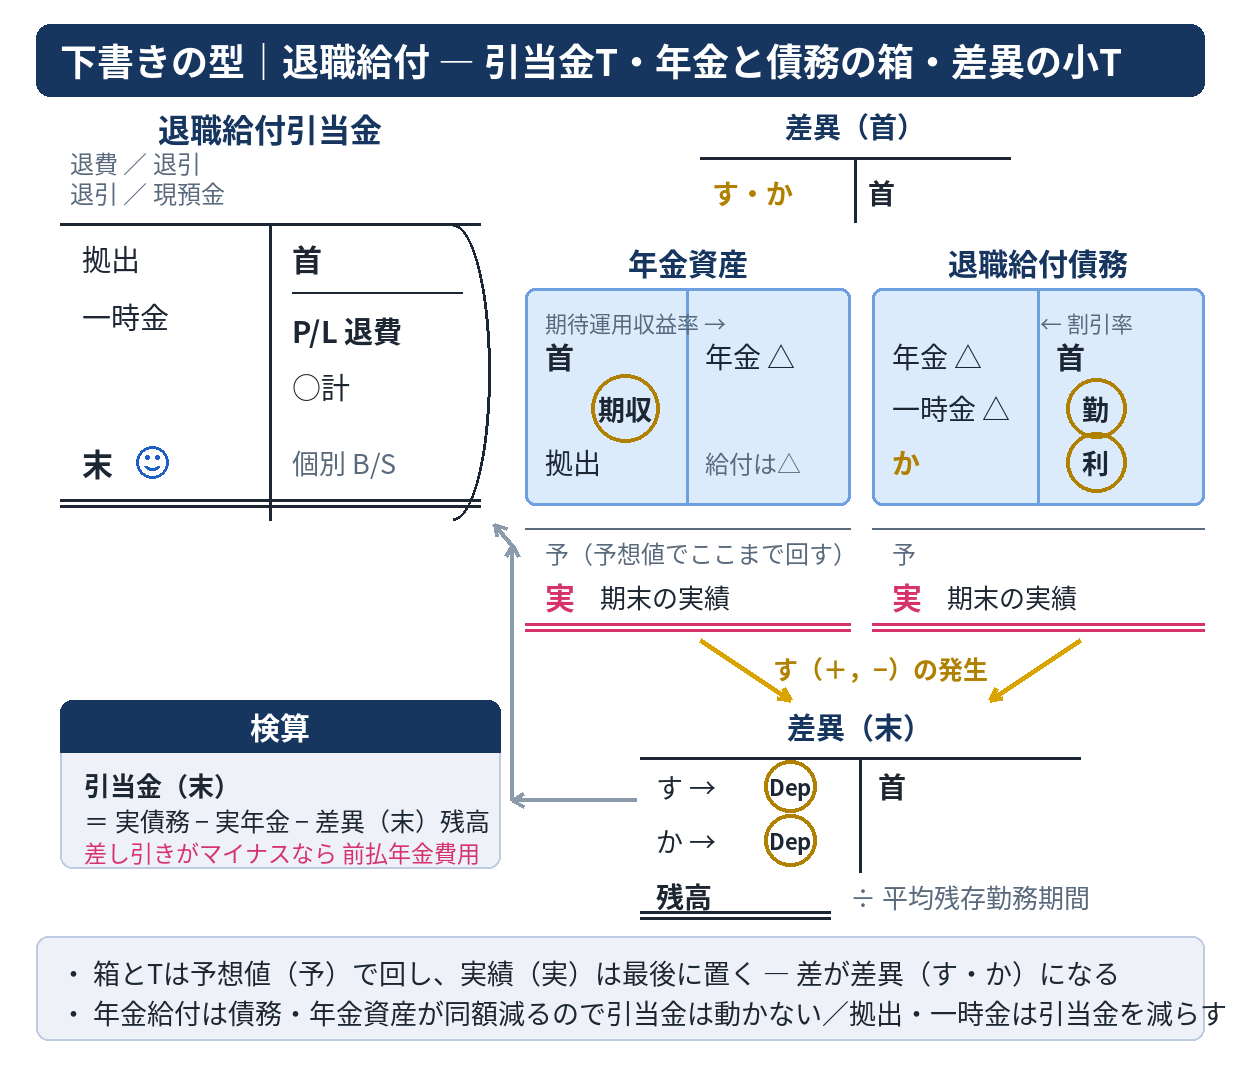 下書きの型｜退職給付 ― 引当金T・年金と債務の箱・差異の小T
退職給付引当金
退費 ／ 退引
退引 ／ 現預金
拠出
首
一時金
P/L 退費
〇計
末
個別 B/S
差異（首）
す・か
首
年金資産
期待運用収益率 →
首
年金 △
期収
拠出
給付は△
予（予想値でここまで回す）
実 期末の実績
退職給付債務
← 割引率
年金 △
首
一時金 △
勤
か
利
予
実 期末の実績
す（＋，−）の発生
差異（末）
す →
Dep
首
か →
Dep
残高
÷ 平均残存勤務期間
検算
引当金（末）
＝ 実債務 − 実年金 − 差異（末）残高
差し引きがマイナスなら 前払年金費用
・ 箱とTは予想値（予）で回し、実績（実）は最後に置く ― 差が差異（す・か）になる
・ 年金給付は債務・年金資産が同額減るので引当金は動かない／拠出・一時金は引当金を減らす